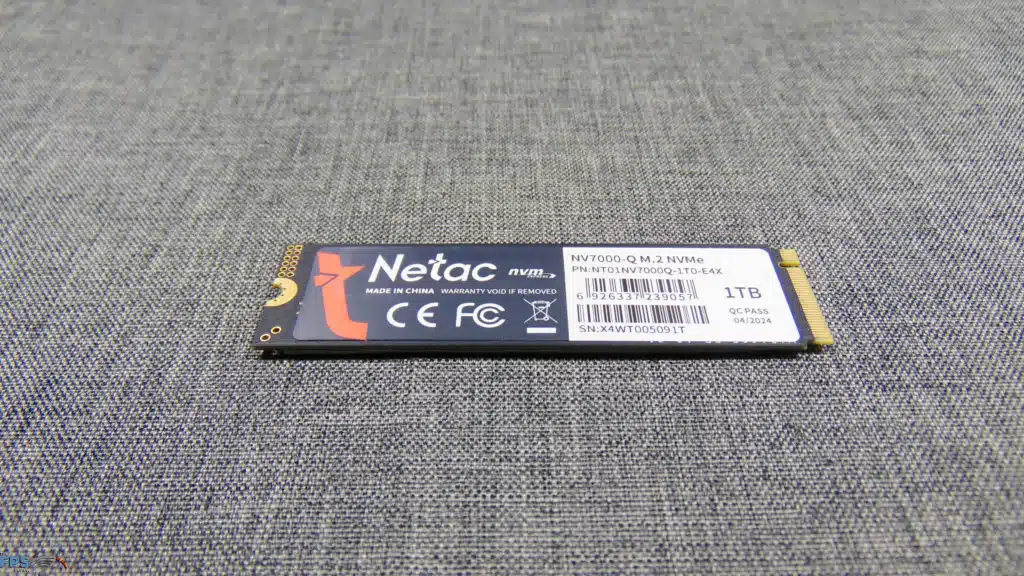 Netac nvm
MADE IN CHINA WARRANTY VOID IF REMOVED
CE FC
NV7000-Q M.2 NVMe
PN:NT01NV7000Q-1T0-E4X
6 926337 239057
SN:X4WT005091T
1TB
QC PASS
04/2024
FPS